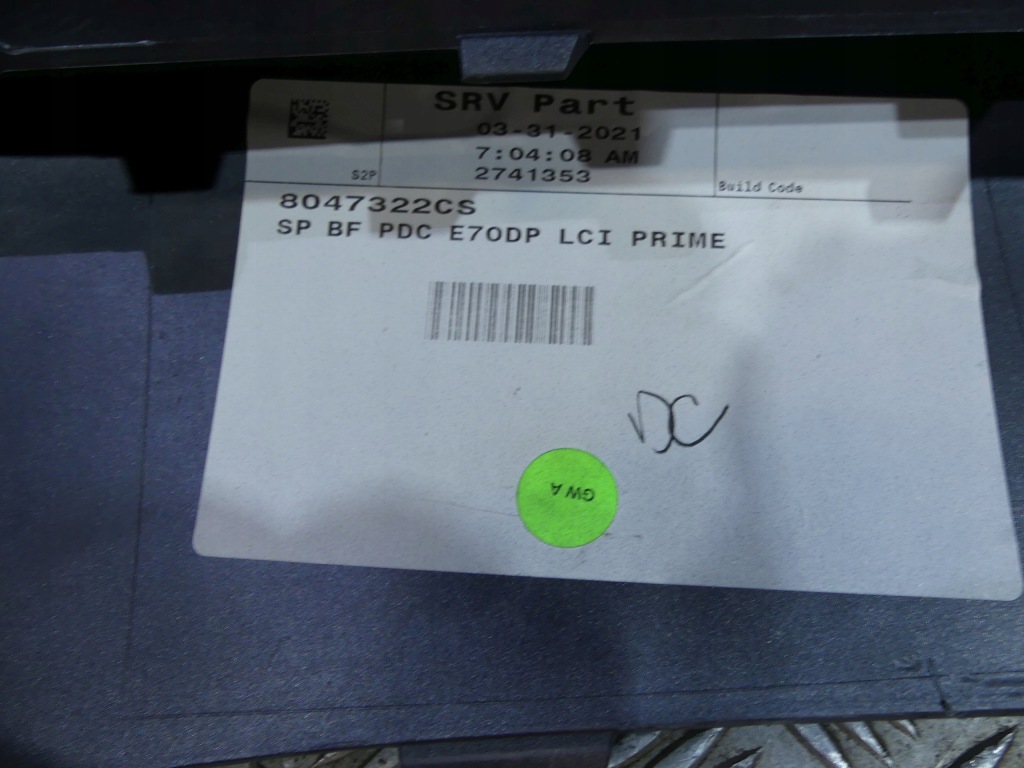 SRV Part
03-31-2021
7:04:08 AM
S2P
2741353
Build Code
8047322CS
SP BF PDC E70DP LCI PRIME
DC
GWA